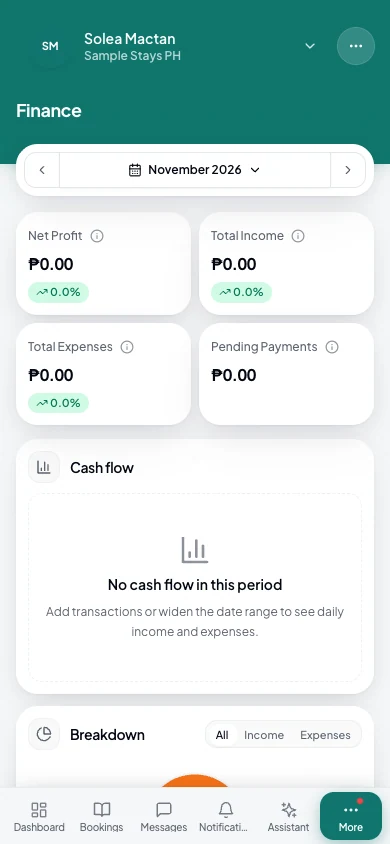 SM
Solea Mactan
Sample Stays PH
Finance
November 2026
Net Profit
₱0.00
0.0%
Total Income
₱0.00
0.0%
Total Expenses
₱0.00
0.0%
Pending Payments
₱0.00
Cash flow
No cash flow in this period
Add transactions or widen the date range to see daily
income and expenses.
Breakdown
All Income Expenses
Dashboard
Bookings
Messages
Notificati...
Assistant
More